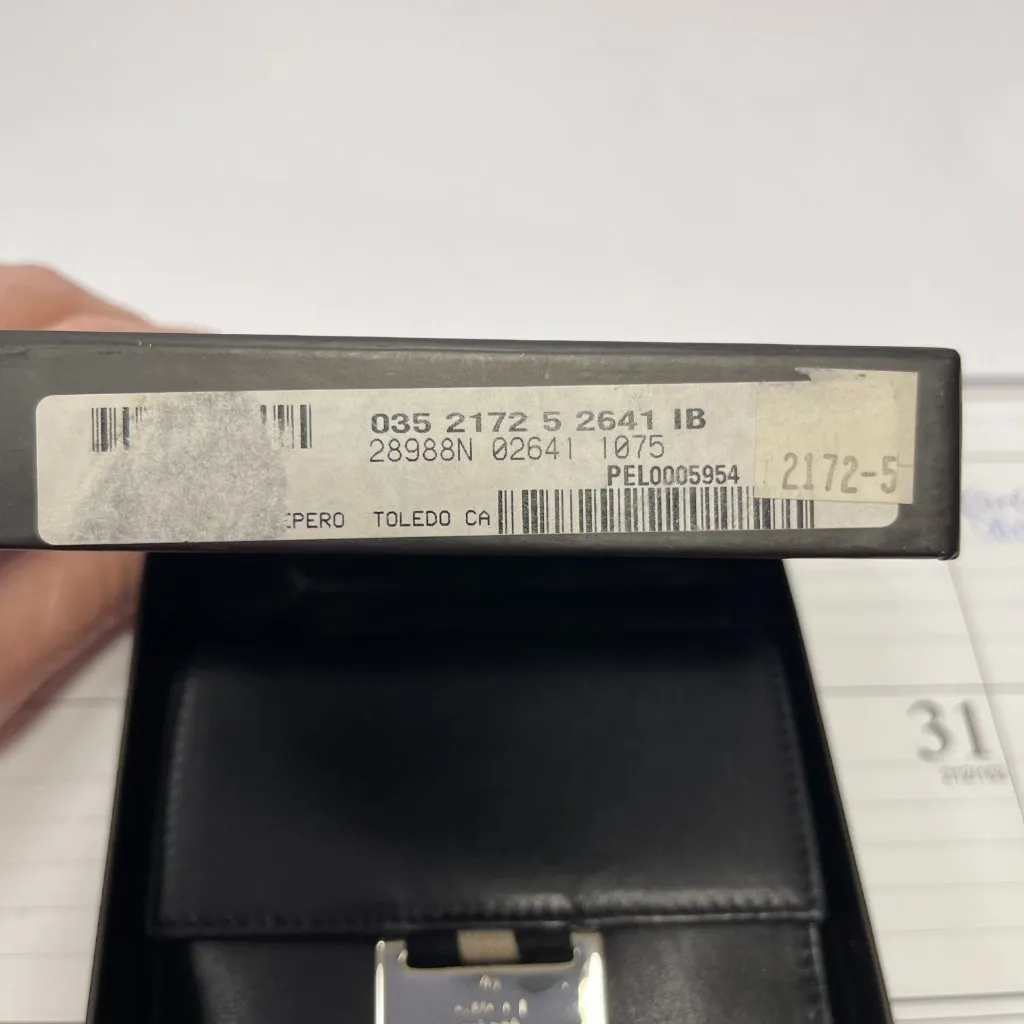 035 2172 5 2641 IB
28988N 02641 1075
PEL0005954
2172-5
EPERO TOLEDO CA
31